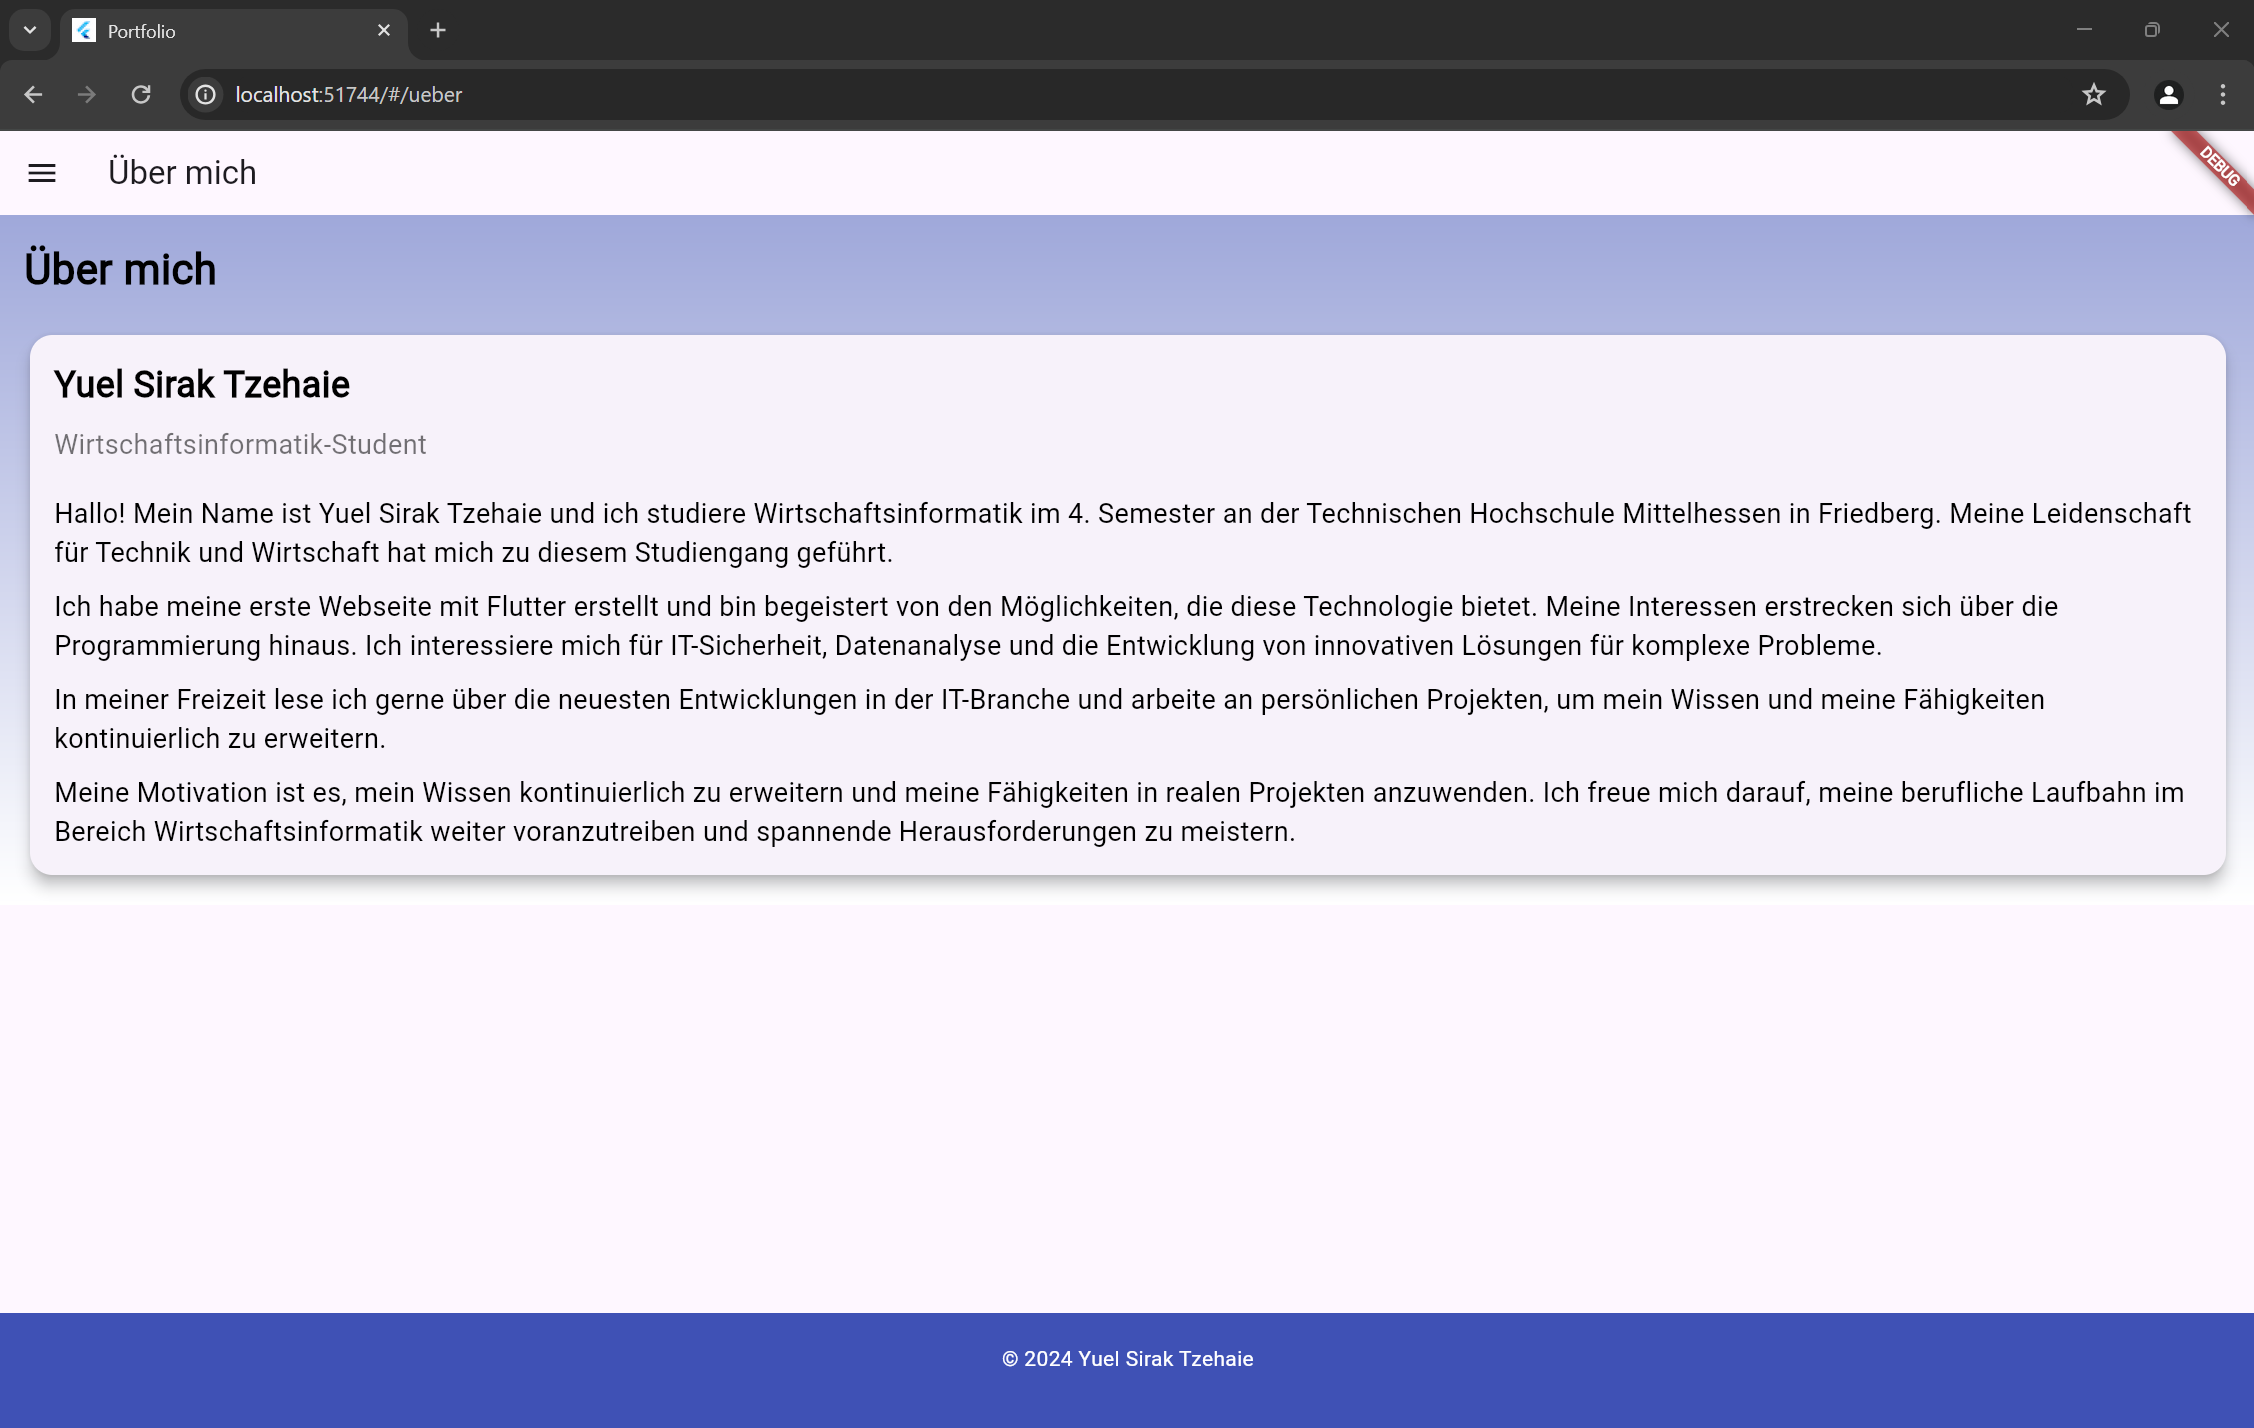 Portfolio
localhost:51744/#/ueber
Über mich
DEBUG
Über mich
Yuel Sirak Tzehaie
Wirtschaftsinformatik-Student
Hallo! Mein Name ist Yuel Sirak Tzehaie und ich studiere Wirtschaftsinformatik im 4. Semester an der Technischen Hochschule Mittelhessen in Friedberg. Meine Leidenschaft
für Technik und Wirtschaft hat mich zu diesem Studiengang geführt.
Ich habe meine erste Webseite mit Flutter erstellt und bin begeistert von den Möglichkeiten, die diese Technologie bietet. Meine Interessen erstrecken sich über die
Programmierung hinaus. Ich interessiere mich für IT-Sicherheit, Datenanalyse und die Entwicklung von innovativen Lösungen für komplexe Probleme.
In meiner Freizeit lese ich gerne über die neuesten Entwicklungen in der IT-Branche und arbeite an persönlichen Projekten, um mein Wissen und meine Fähigkeiten
kontinuierlich zu erweitern.
Meine Motivation ist es, mein Wissen kontinuierlich zu erweitern und meine Fähigkeiten in realen Projekten anzuwenden. Ich freue mich darauf, meine berufliche Laufbahn im
Bereich Wirtschaftsinformatik weiter voranzutreiben und spannende Herausforderungen zu meistern.
© 2024 Yuel Sirak Tzehaie